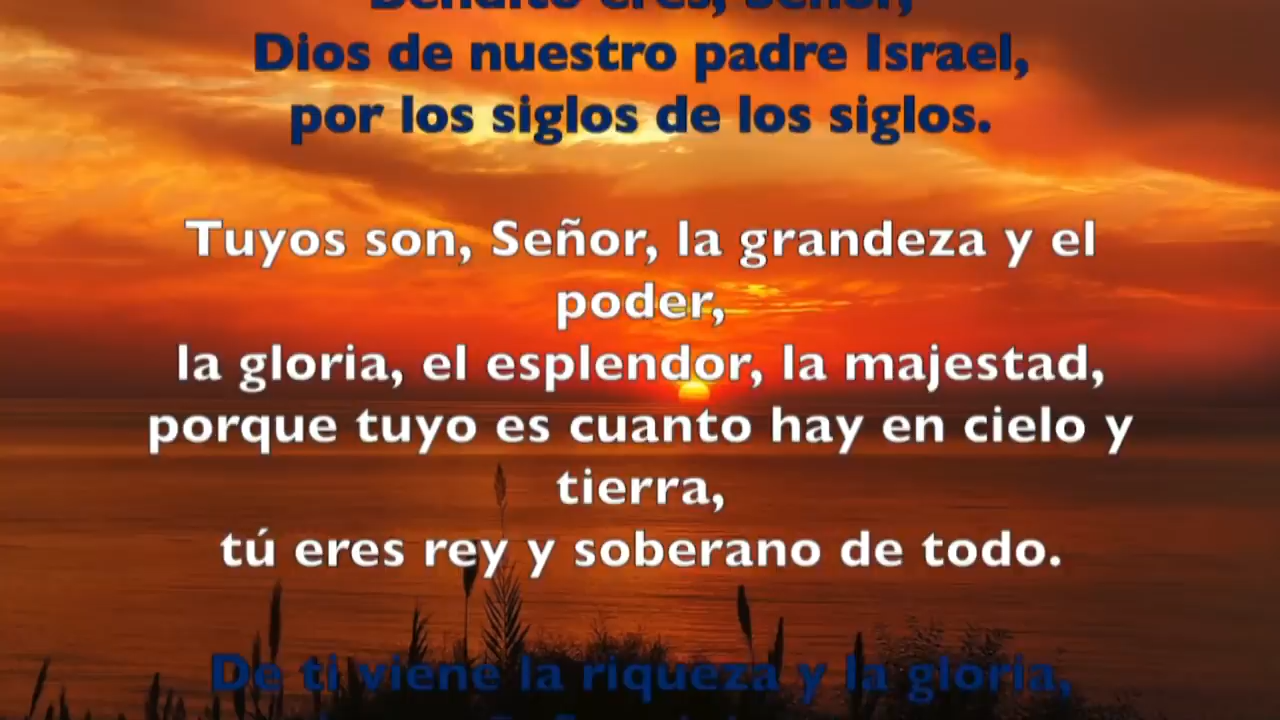 Bendito eres, Señor,
Dios de nuestro padre Israel,
por los siglos de los siglos.
Tuyos son, Señor, la grandeza y el
poder,
la gloria, el esplendor, la majestad,
porque tuyo es cuanto hay en cielo y
tierra,
tú eres rey y soberano de todo.
De ti viene la riqueza y la gloria,